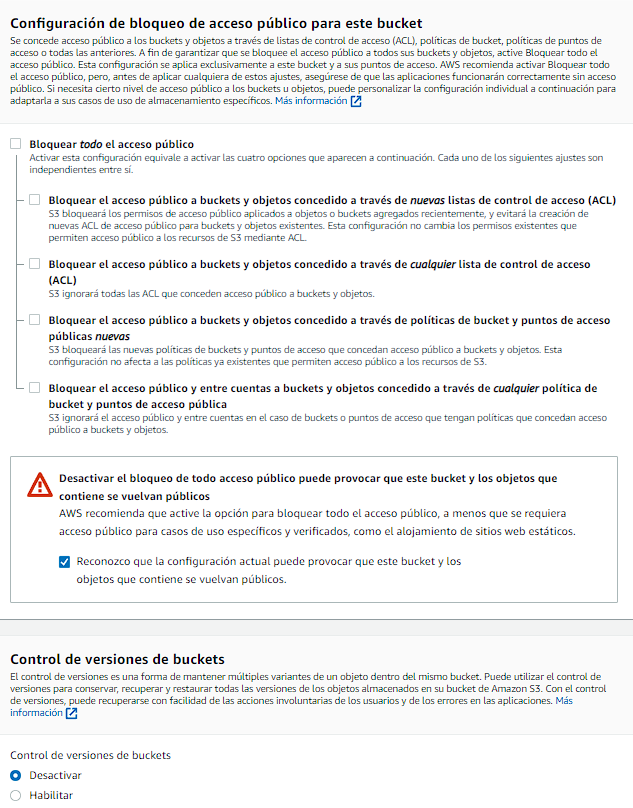 Configuración de bloqueo de acceso público para este bucket
Se concede acceso público a los buckets y objetos a través de listas de control de acceso (ACL), políticas de bucket, políticas de puntos de
acceso o todas las anteriores. A fin de garantizar que se bloquee el acceso público a todos sus buckets y objetos, active Bloquear todo el
acceso público. Esta configuración se aplica exclusivamente a este bucket y a sus puntos de acceso. AWS recomienda activar Bloquear todo
el acceso público, pero, antes de aplicar cualquiera de estos ajustes, asegúrese de que las aplicaciones funcionarán correctamente sin acceso
público. Si necesita cierto nivel de acceso público a los buckets u objetos, puede personalizar la configuración individual a continuación para
adaptarla a sus casos de uso de almacenamiento específicos. Más información
Bloquear todo el acceso público
Activar esta configuración equivale a activar las cuatro opciones que aparecen a continuación. Cada uno de los siguientes ajustes son
independientes entre sí.
Bloquear el acceso público a buckets y objetos concedido a través de nuevas listas de control de acceso (ACL)
S3 bloqueará los permisos de acceso público aplicados a objetos o buckets agregados recientemente, y evitará la creación de
nuevas ACL de acceso público para buckets y objetos existentes. Esta configuración no cambia los permisos existentes que
permiten acceso público a los recursos de S3 mediante ACL.
Bloquear el acceso público a buckets y objetos concedido a través de cualquier lista de control de acceso
(ACL)
S3 ignorará todas las ACL que conceden acceso público a buckets y objetos.
Bloquear el acceso público a buckets y objetos concedido a través de políticas de bucket y puntos de acceso
públicas nuevas
S3 bloqueará las nuevas políticas de buckets y puntos de acceso que concedan acceso público a buckets y objetos. Esta
configuración no afecta a las políticas ya existentes que permiten acceso público a los recursos de S3.
Bloquear el acceso público y entre cuentas a buckets y objetos concedido a través de cualquier política de
bucket y puntos de acceso pública
S3 ignorará el acceso público y entre cuentas en el caso de buckets o puntos de acceso que tengan políticas que concedan acceso
público a buckets y objetos.
Desactivar el bloqueo de todo acceso público puede provocar que este bucket y los objetos que
contiene se vuelvan públicos
AWS recomienda que active la opción para bloquear todo el acceso público, a menos que se requiera
acceso público para casos de uso específicos y verificados, como el alojamiento de sitios web estáticos.
Reconozco que la configuración actual puede provocar que este bucket y los
objetos que contiene se vuelvan públicos.
Control de versiones de buckets
El control de versiones es una forma de mantener múltiples variantes de un objeto dentro del mismo bucket. Puede utilizar el control de
versiones para conservar, recuperar y restaurar todas las versiones de los objetos almacenados en su bucket de Amazon S3. Con el control
de versiones, puede recuperarse con facilidad de las acciones involuntarias de los usuarios y de los errores en las aplicaciones. Más
información
Control de versiones de buckets
Desactivar
Habilitar